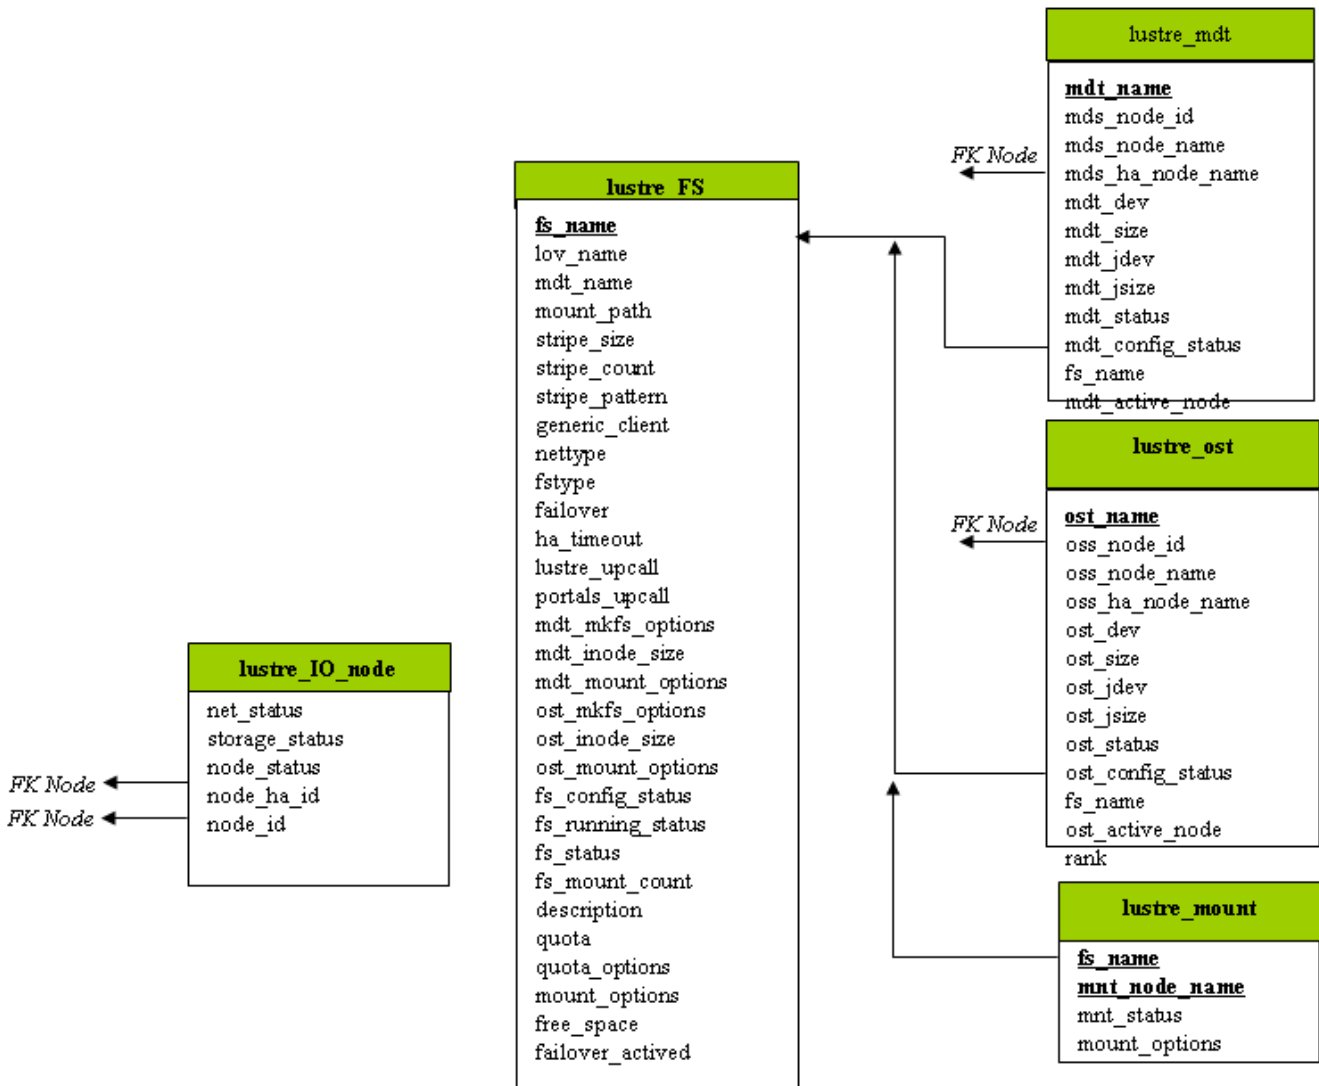 lustre_mdt
mdt_name
mds_node_id
mds_node_name
mds_ha_node_name
mdt_dev
mdt_size
mdt_jdev
mdt_jsize
mdt_status
mdt_config_status
fs_name
mdt_active_node
FK Node
lustre_FS
fs_name
lov_name
mdt_name
mount_path
stripe_size
stripe_count
stripe_pattern
generic_client
nettype
fstype
failover
ha_timeout
lustre_upcall
portals_upcall
mdt_mkfs_options
mdt_inode_size
mdt_mount_options
ost_mkfs_options
ost_inode_size
ost_mount_options
fs_config_status
fs_running_status
fs_status
fs_mount_count
description
quota
quota_options
mount_options
free_space
failover_actived
lustre_ost
FK Node
ost_name
oss_node_id
oss_node_name
oss_ha_node_name
ost_dev
ost_size
ost_jdev
ost_jsize
ost_status
ost_config_status
fs_name
ost_active_node
rank
lustre_IO_node
net_status
storage_status
node_status
node_ha_id
node_id
FK Node
FK Node
lustre_mount
fs_name
mnt_node_name
mnt_status
mount_options